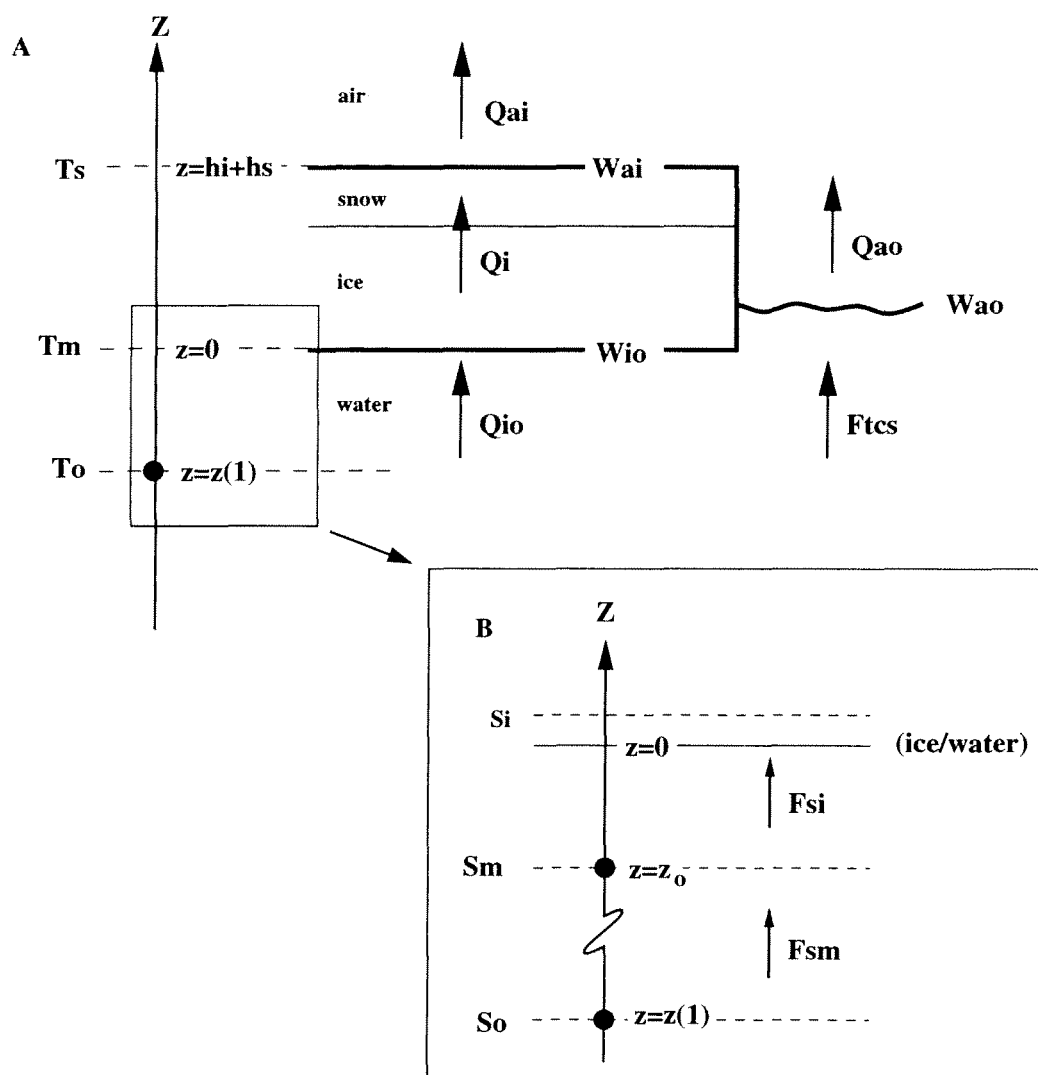 A
Z
air
Qai
Ts
z=hi+hs
Wai
snow
Qi
Qao
ice
Wao
Tm
z=0
Wio
water
Qio
Ftcs
To
z=z(1)
B
Z
Si
z=0
(ice/water)
Fsi
Sm
z=zo
Fsm
So
z=z(1)